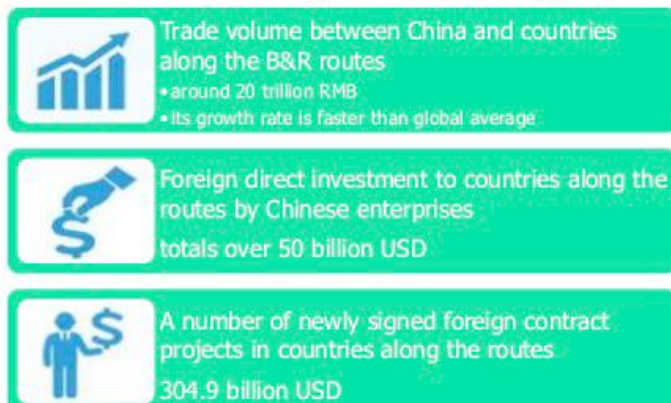 Trade volume between China and countries
along the B&R routes
•around 20 trillion RMB
•its growth rate is faster than global average
Foreign direct investment to countries along the
routes by Chinese enterprises
totals over 50 billion USD
A number of newly signed foreign contract
projects in countries along the routes
304.9 billion USD